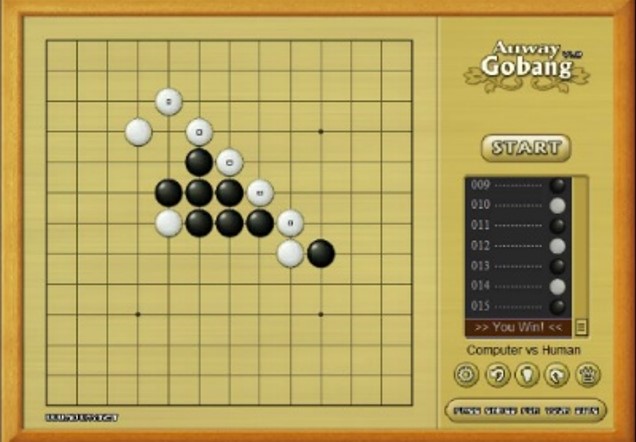 Anway
Gobang
START
009
010
011
012
013
014
015
>> You Win! <<
Computer vs Human